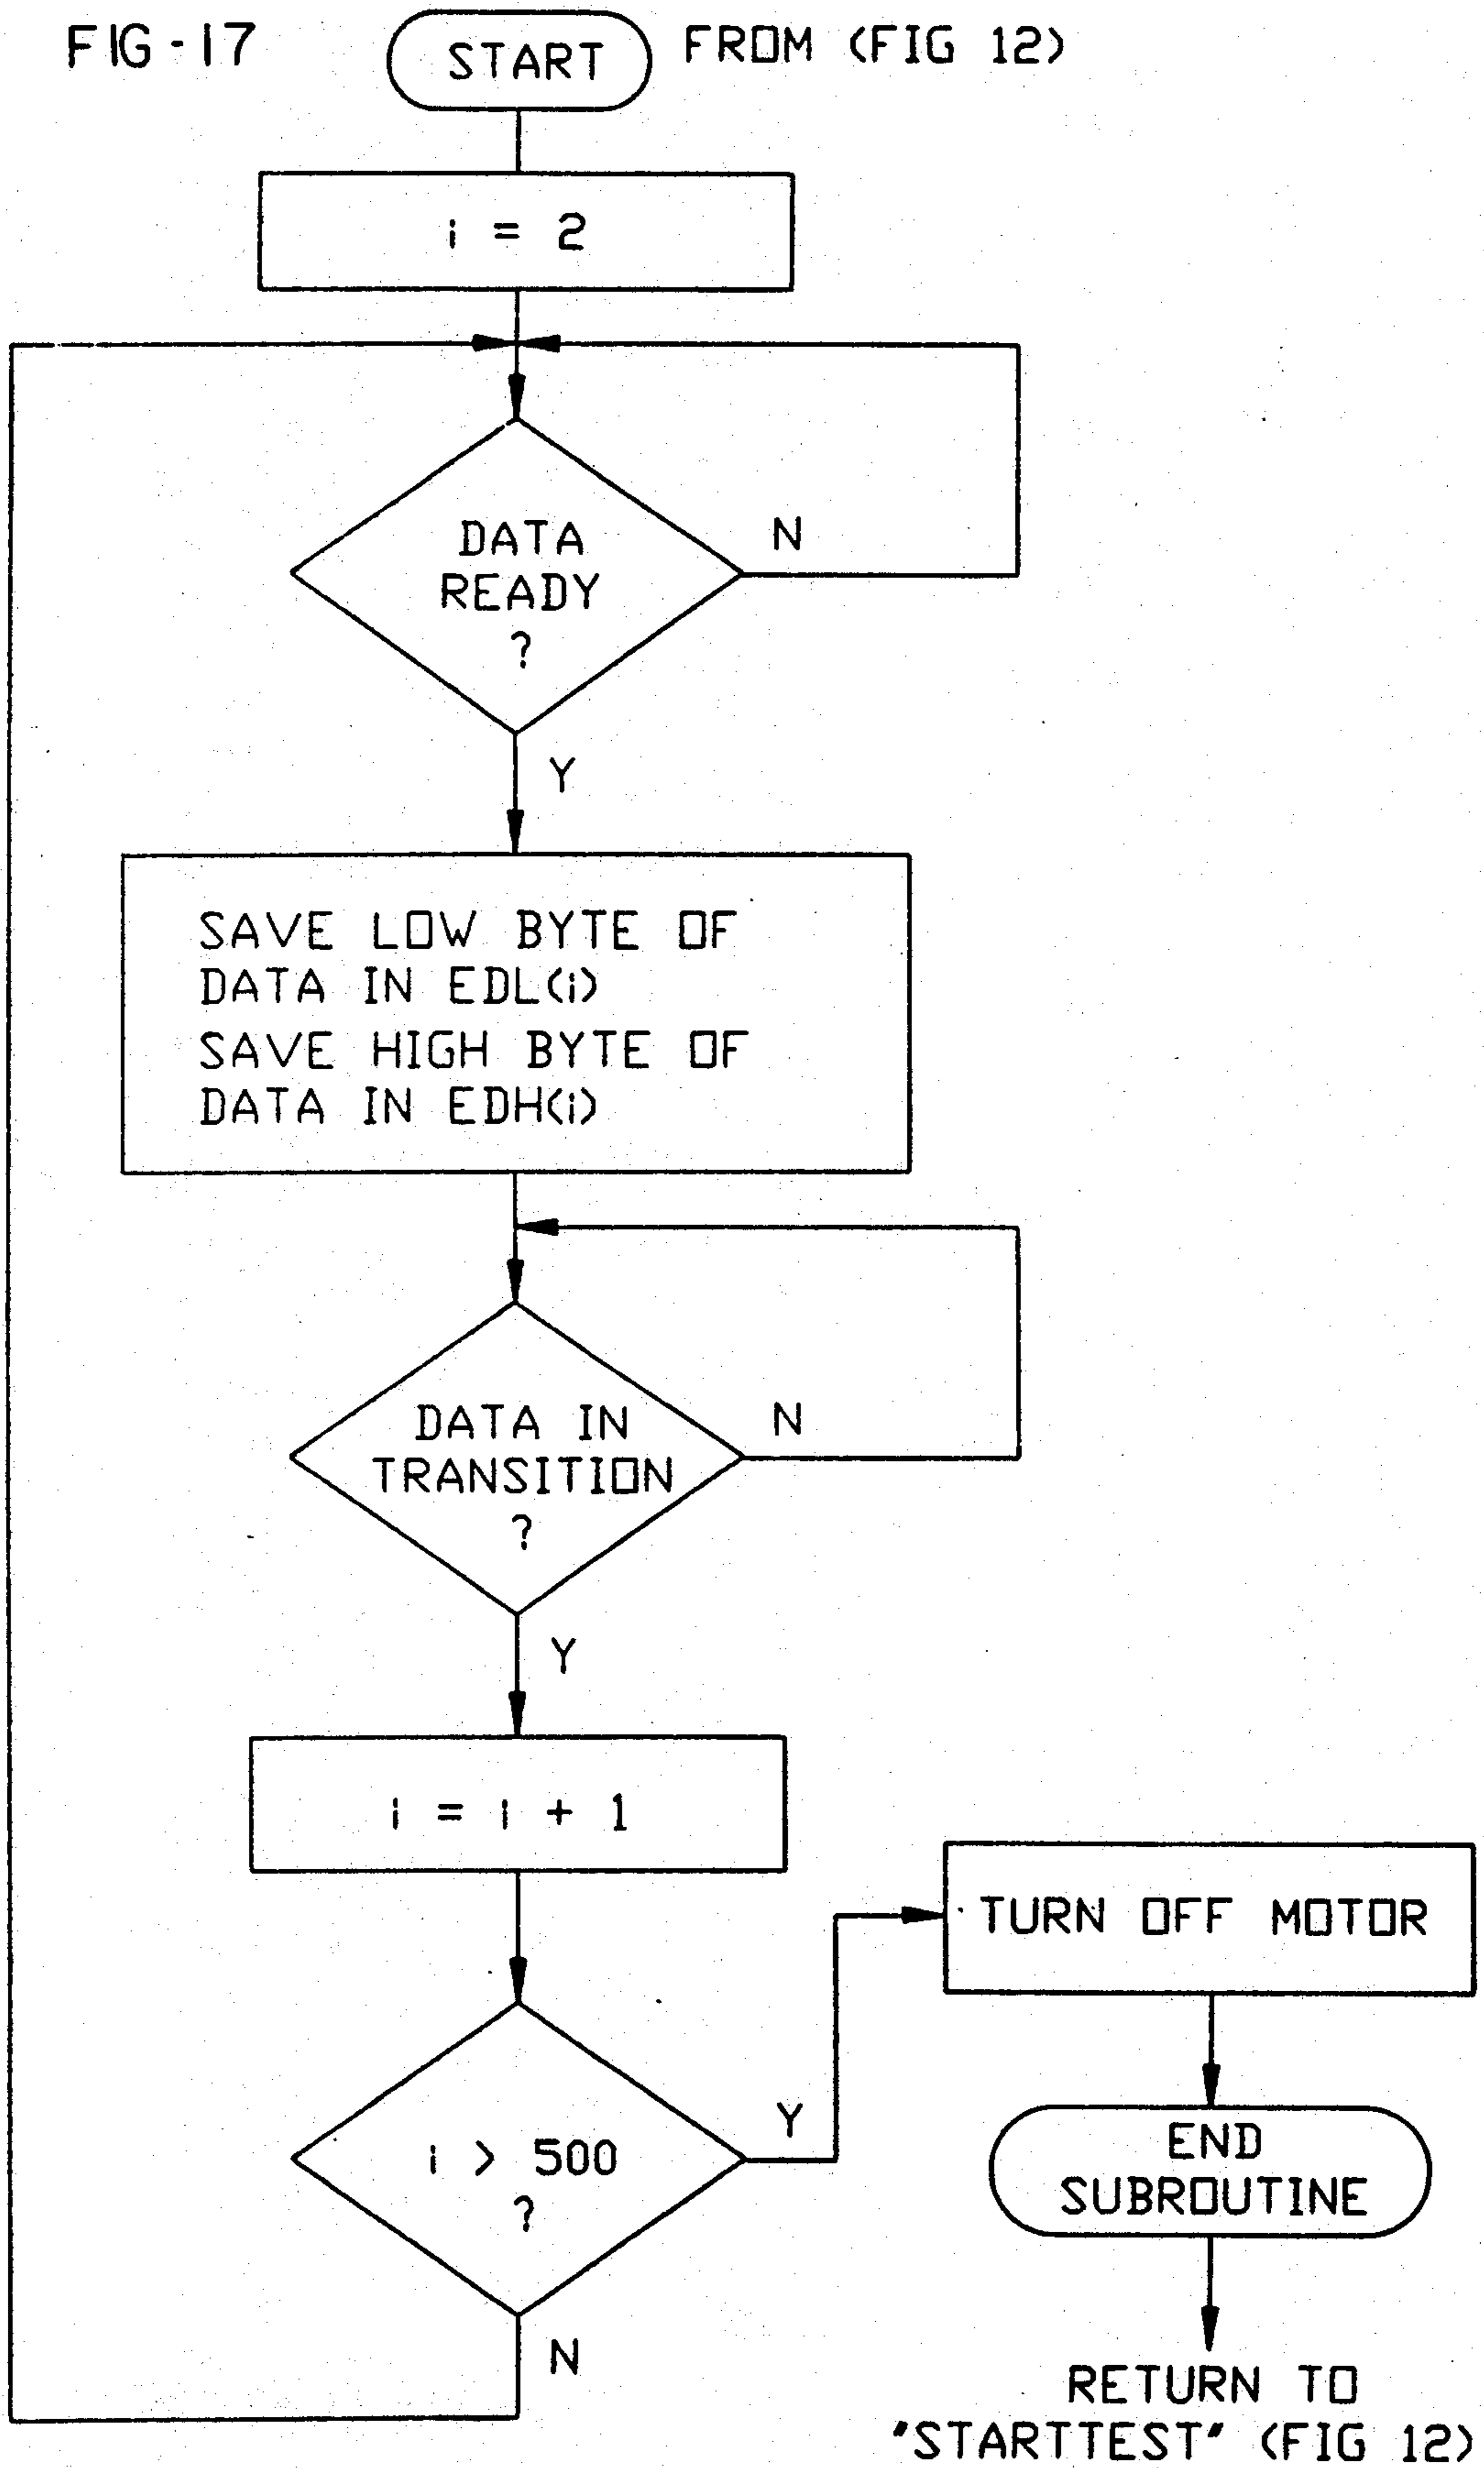 FIG-17
START
FROM (FIG 12)
i = 2
DATA
READY
?
N
Y
SAVE LOW BYTE OF
DATA IN EDL(i)
SAVE HIGH BYTE OF
DATA IN EDH(i)
DATA IN
TRANSITION
?
N
Y
i = i + 1
TURN OFF MOTOR
i > 500
?
Y
N
END
SUBROUTINE
RETURN TO
"STARTTEST" (FIG 12)